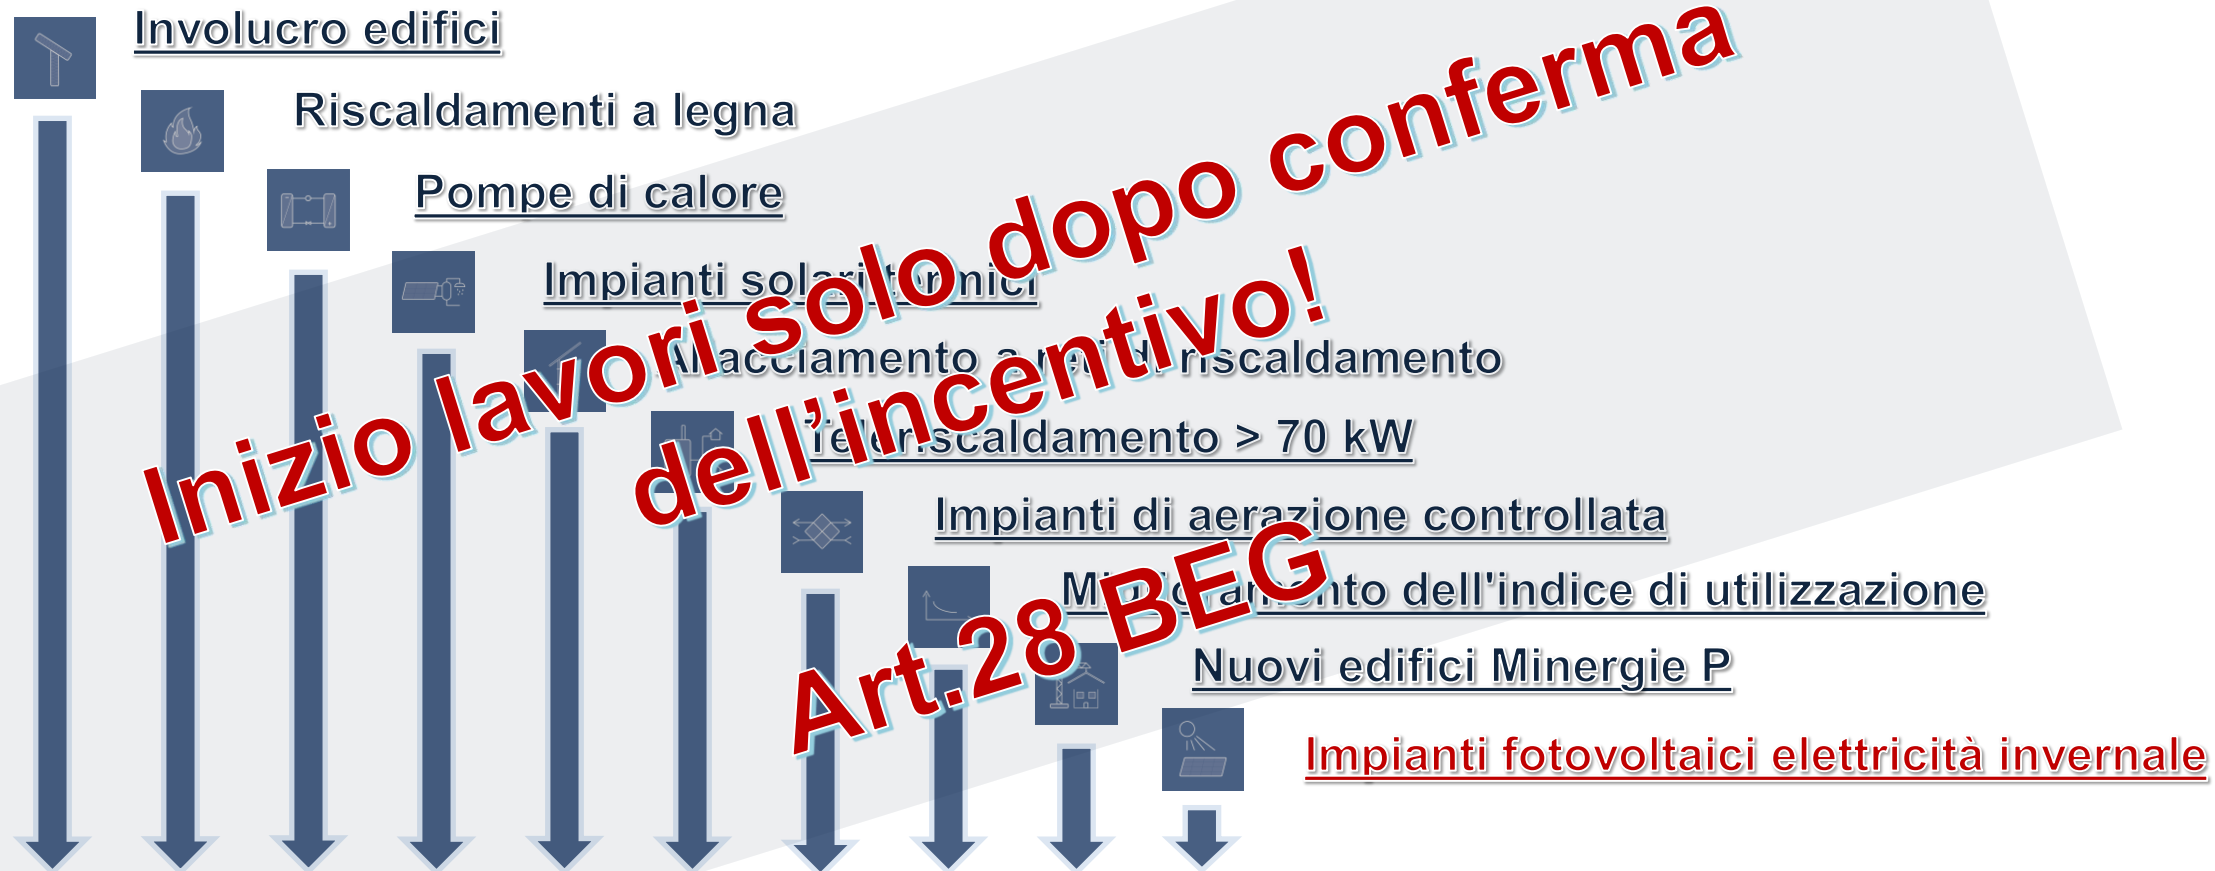 Involucro edifici
Riscaldamenti a legna
Pompe di calore
Impianti solari termici
Allacciamento a reti di riscaldamento
Teleriscaldamento > 70 kW
Impianti di aerazione controllata
Miglioramento dell'indice di utilizzazione
Nuovi edifici Minergie P
Impianti fotovoltaici elettricità invernale
Inizio lavori solo dopo conferma
dell’incentivo!
Art.28 BEG